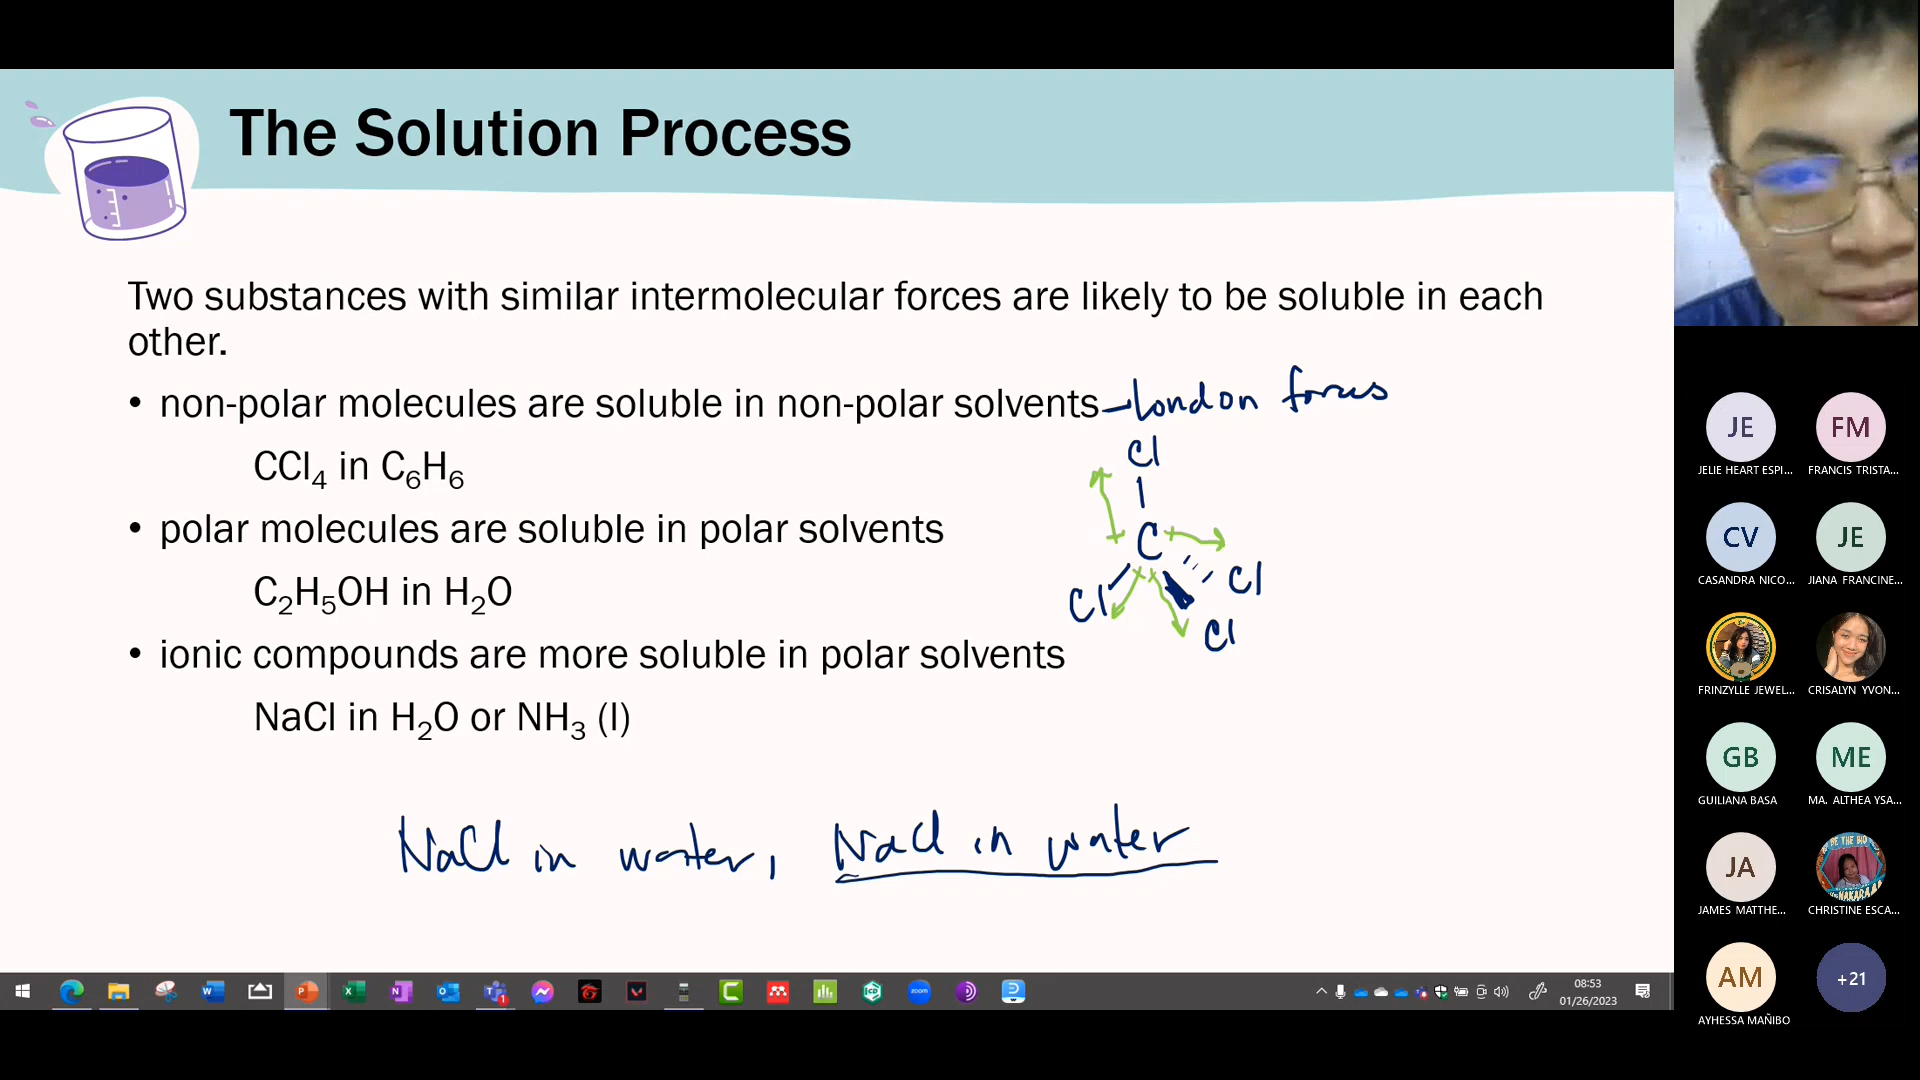 The Solution Process
Two substances with similar intermolecular forces are likely to be soluble in each
other.
• non-polar molecules are soluble in non-polar solvents → London forces
CCl4 in C6H6
• polar molecules are soluble in polar solvents
C2H5OH in H2O
• ionic compounds are more soluble in polar solvents
NaCl in H2O or NH3 (l)
Cl
C
Cl
Cl
Cl
NaCl in water, NaCl in water
JE
FM
JELIE HEART ESPI...
FRANCIS TRISTA...
CV
JE
CASANDRA NICO...
JIANA FRANCINE...
FRINZYLLE JEWEL...
CRISALYN YVON...
GB
ME
GUILIANA BASA
MA. ALTHEA YSA...
JA
JAMES MATTHE...
CHRISTINE ESCA...
AM
+21
AYHESSA MAÑIBO
08:53
01/26/2023